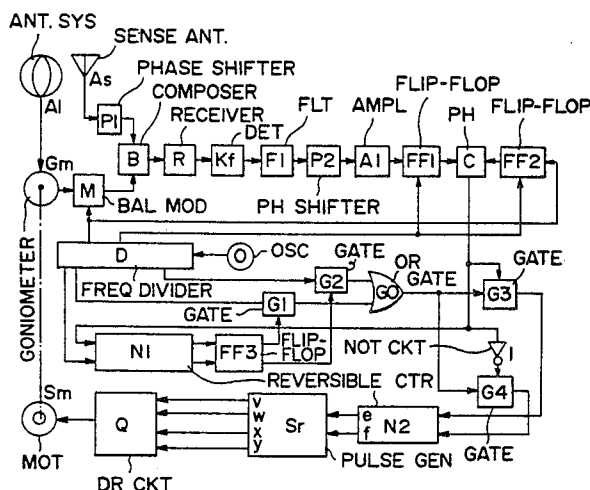 ANT. SYS
SENSE ANT.
As
PHASE SHIFTER
COMPOSER
RECEIVER
DET
FLT
AMPL
FLIP-FLOP
PH
FLIP-FLOP
Al
P1
B
R
Kf
F1
P2
A1
FF1
C
FF2
Gm
M
BAL MOD
PH SHIFTER
GONIOMETER
D
OSC
FREQ DIVIDER
GATE
G1
GATE
G2
GO
OR
GATE
G3
GATE
N1
FF3
FLIP-
FLOP
REVERSIBLE CTR
NOT CKT
I
G4
GATE
Sm
MOT
Q
DR CKT
v
w
x
y
Sr
PULSE GEN
e
f
N2